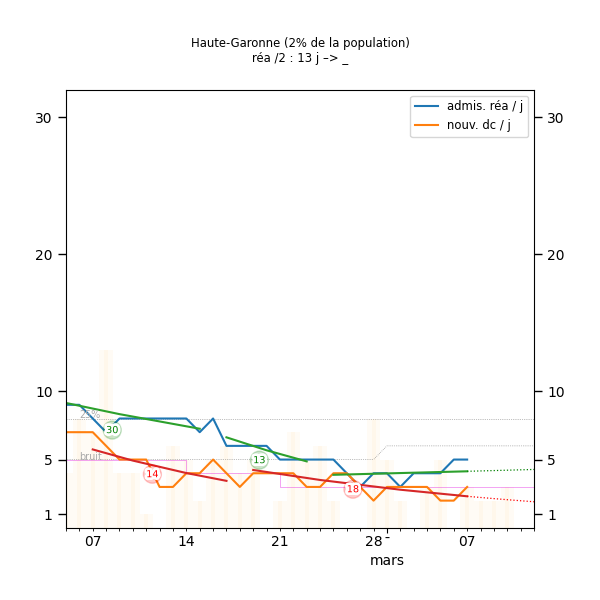 Haute-Garonne (2% de la population)
réa /2 : 13 j –> _
admis. réa / j
nouv. dc / j
30 30
20 20
10 10
25%
30
bruit
5 5
13
14
18
1 1
07 14 21 28 07
mars